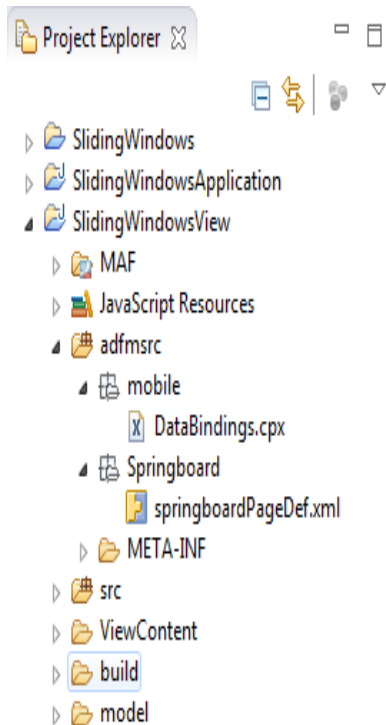 Project Explorer
SlidingWindows
SlidingWindowsApplication
SlidingWindowsView
MAF
JavaScript Resources
adfmsrc
mobile
DataBindings.cpx
Springboard
springboardPageDef.xml
META-INF
src
ViewContent
build
model